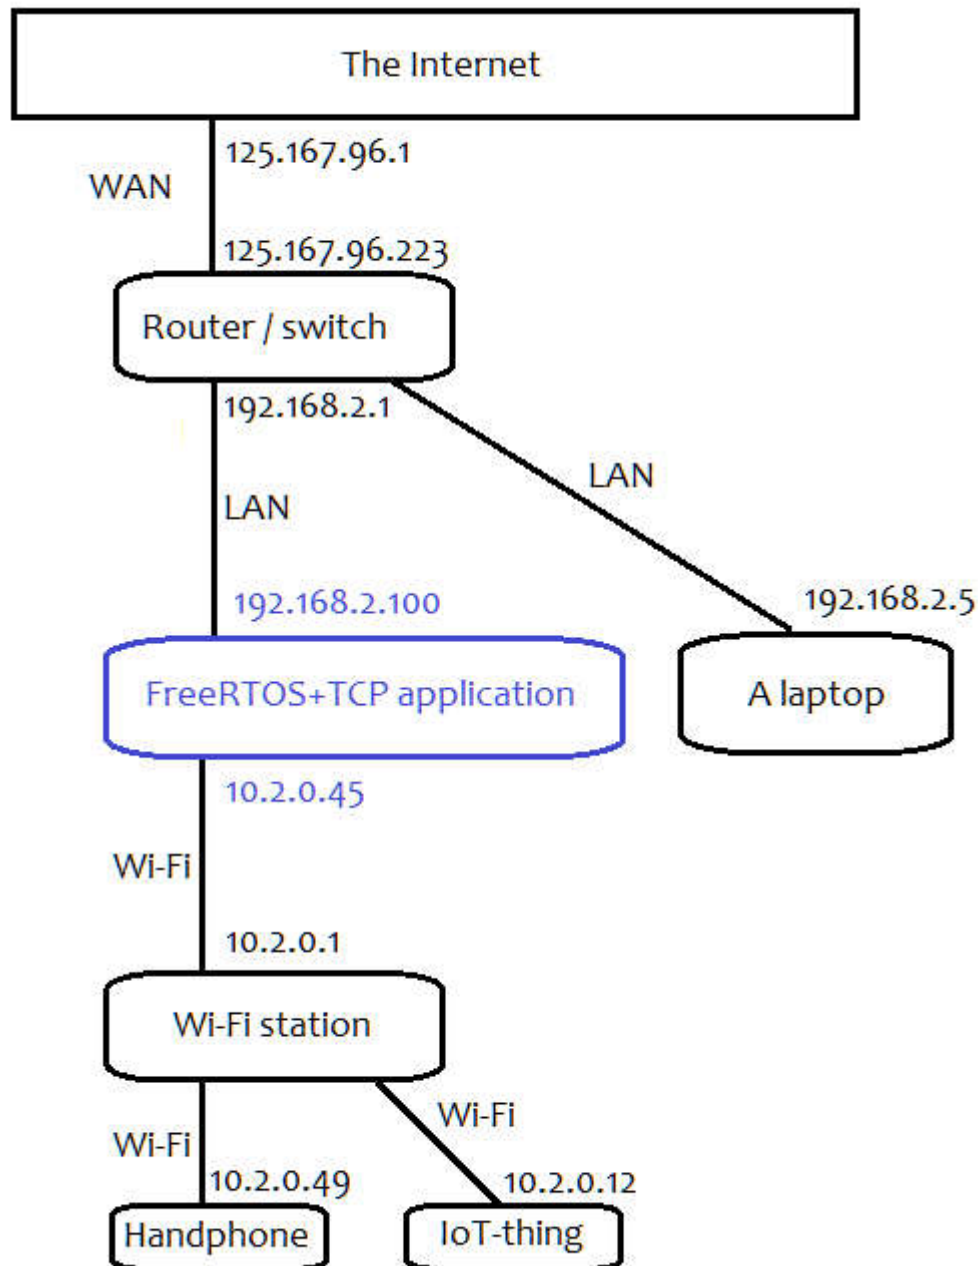 The Internet
125.167.96.1
WAN
125.167.96.223
Router / switch
192.168.2.1
LAN
LAN
192.168.2.100
192.168.2.5
FreeRTOS+TCP application
A laptop
10.2.0.45
Wi-Fi
10.2.0.1
Wi-Fi station
Wi-Fi
Wi-Fi
10.2.0.49
10.2.0.12
Handphone
IoT-thing